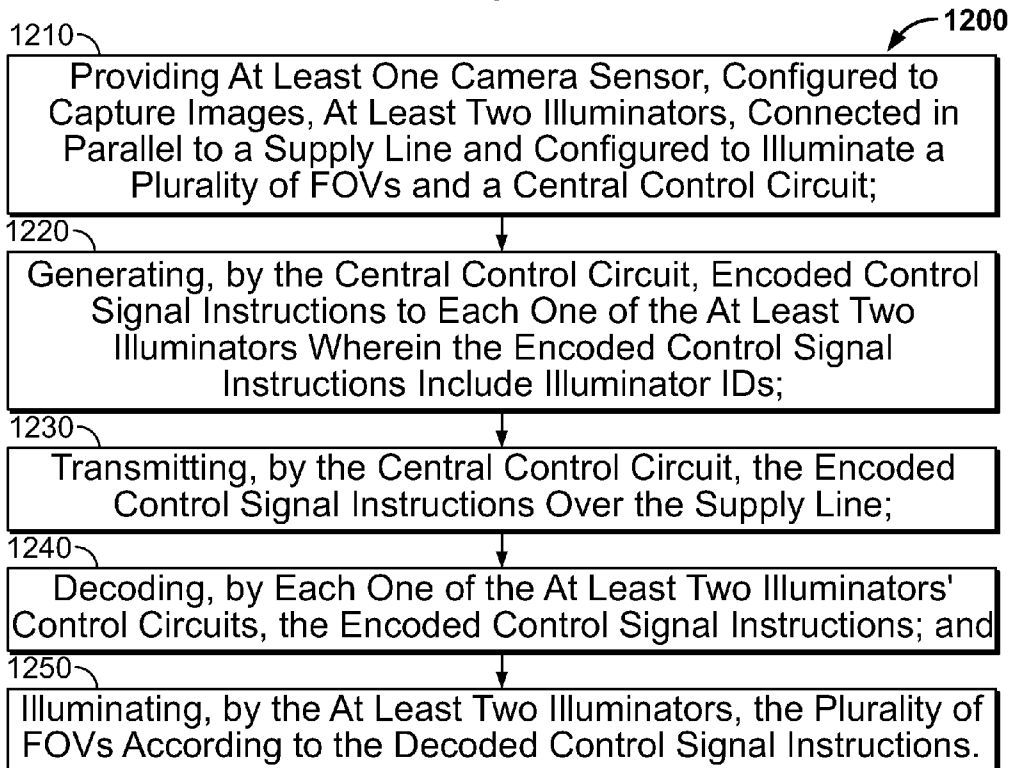 1200
1210
Providing At Least One Camera Sensor, Configured to
Capture Images, At Least Two Illuminators, Connected in
Parallel to a Supply Line and Configured to Illuminate a
Plurality of FOVs and a Central Control Circuit;
1220
Generating, by the Central Control Circuit, Encoded Control
Signal Instructions to Each One of the At Least Two
Illuminators Wherein the Encoded Control Signal
Instructions Include Illuminator IDs;
1230
Transmitting, by the Central Control Circuit, the Encoded
Control Signal Instructions Over the Supply Line;
1240
Decoding, by Each One of the At Least Two Illuminators'
Control Circuits, the Encoded Control Signal Instructions; and
1250
Illuminating, by the At Least Two Illuminators, the Plurality of
FOVs According to the Decoded Control Signal Instructions.